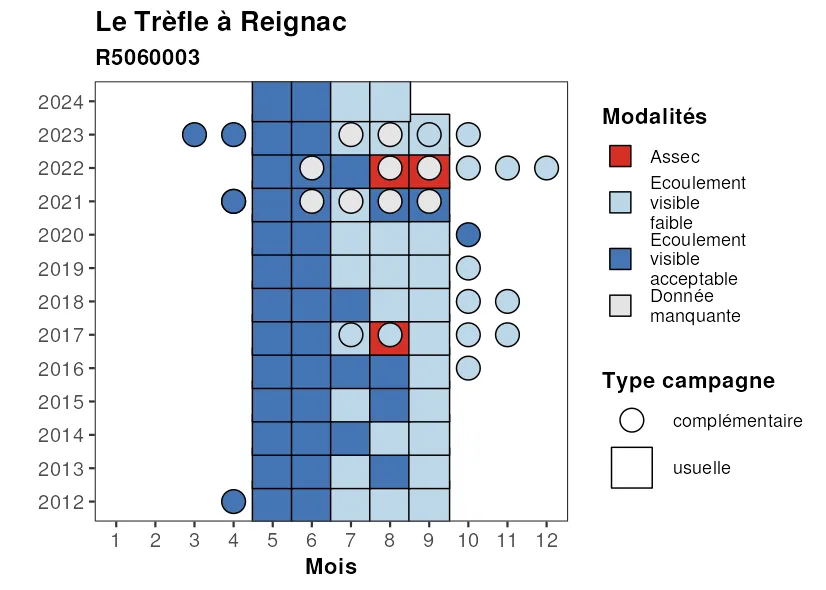 Le Trèfle à Reignac
R5060003
2024
2023
2022
2021
2020
2019
2018
2017
2016
2015
2014
2013
2012
1 2 3 4 5 6 7 8 9 10 11 12
Mois
Modalités
Assec
Ecoulement
visible
faible
Ecoulement
visible
acceptable
Donnée
manquante
Type campagne
complémentaire
usuelle